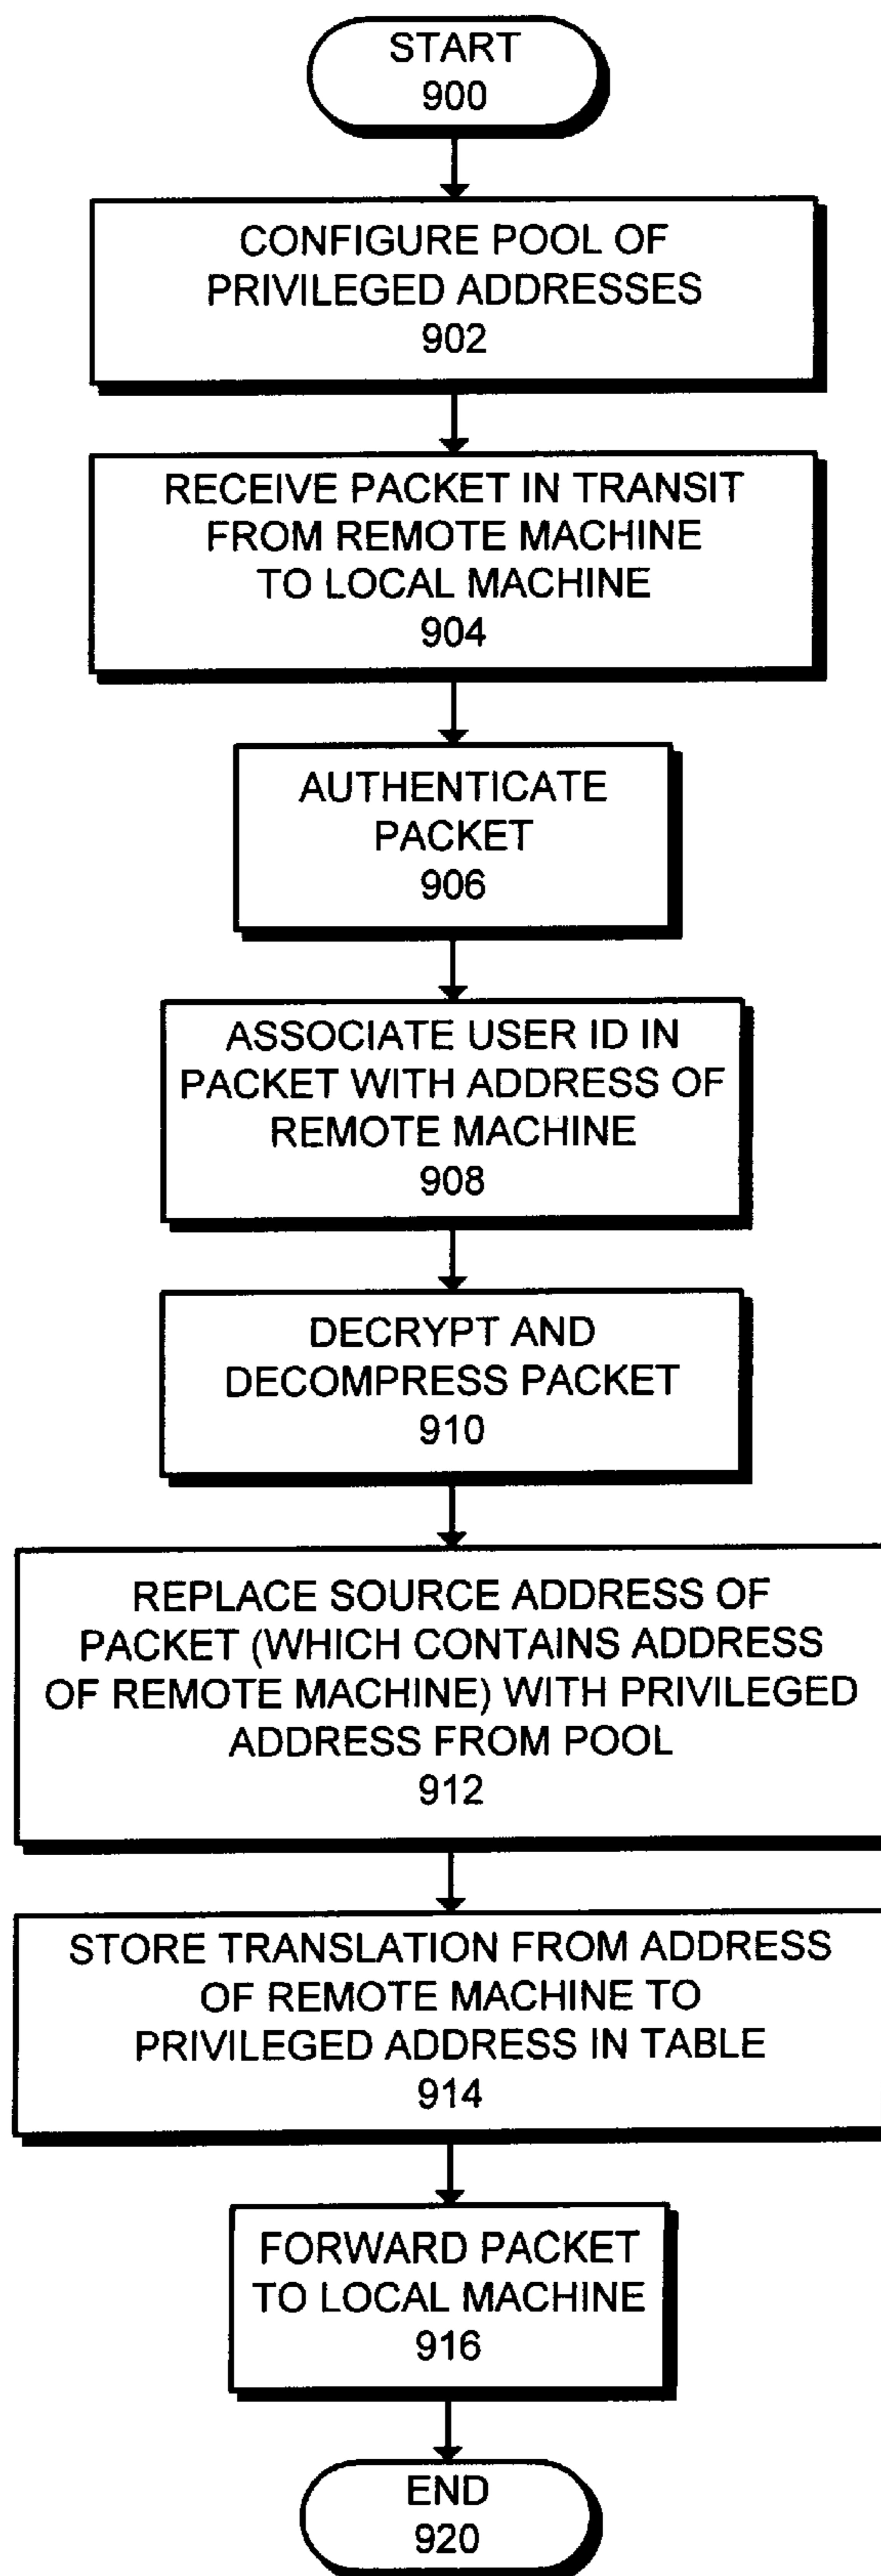 START
900
CONFIGURE POOL OF
PRIVILEGED ADDRESSES
902
RECEIVE PACKET IN TRANSIT
FROM REMOTE MACHINE
TO LOCAL MACHINE
904
AUTHENTICATE
PACKET
906
ASSOCIATE USER ID IN
PACKET WITH ADDRESS OF
REMOTE MACHINE
908
DECRYPT AND
DECOMPRESS PACKET
910
REPLACE SOURCE ADDRESS OF
PACKET (WHICH CONTAINS ADDRESS
OF REMOTE MACHINE) WITH PRIVILEGED
ADDRESS FROM POOL
912
STORE TRANSLATION FROM ADDRESS
OF REMOTE MACHINE TO
PRIVILEGED ADDRESS IN TABLE
914
FORWARD PACKET
TO LOCAL MACHINE
916
END
920